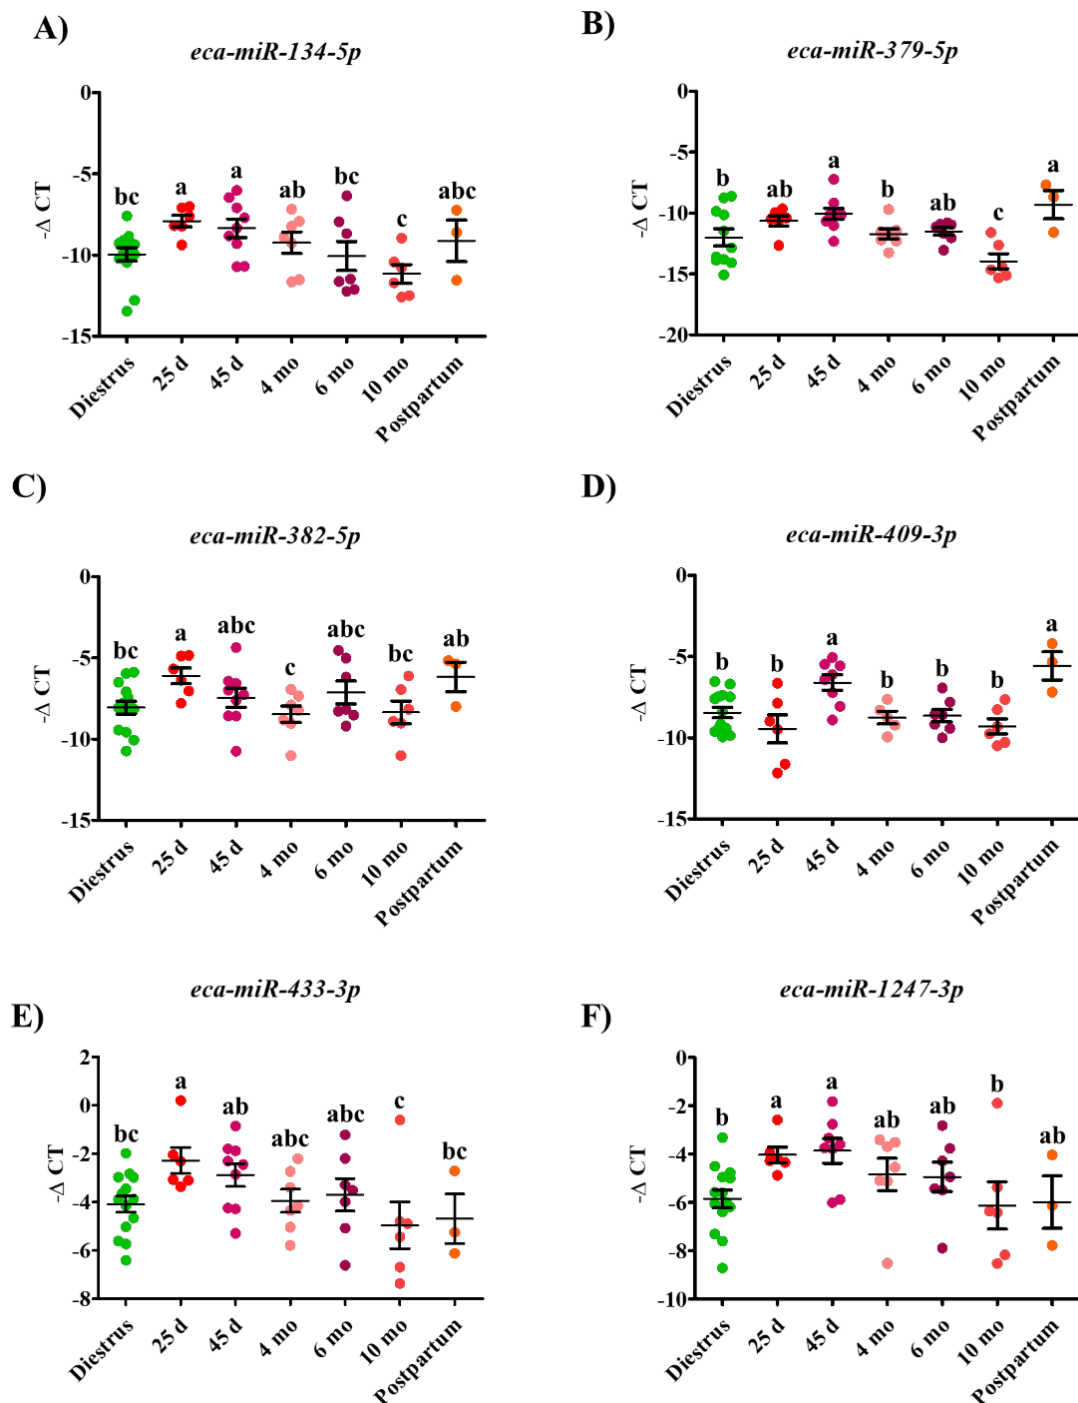 A)
eca-miR-134-5p
-Δ CT
0
-5
-10
-15
bc
a
a
ab
bc
c
abc
Diestrus
25 d
45 d
4 mo
6 mo
10 mo
Postpartum
B)
eca-miR-379-5p
-Δ CT
0
-5
-10
-15
-20
b
ab
a
b
ab
c
a
Diestrus
25 d
45 d
4 mo
6 mo
10 mo
Postpartum
C)
eca-miR-382-5p
-Δ CT
0
-5
-10
-15
bc
a
abc
c
abc
bc
ab
Diestrus
25 d
45 d
4 mo
6 mo
10 mo
Postpartum
D)
eca-miR-409-3p
-Δ CT
0
-5
-10
-15
b
b
a
b
b
b
a
Diestrus
25 d
45 d
4 mo
6 mo
10 mo
Postpartum
E)
eca-miR-433-3p
-Δ CT
2
0
-2
-4
-6
-8
bc
a
ab
abc
abc
c
bc
Diestrus
25 d
45 d
4 mo
6 mo
10 mo
Postpartum
F)
eca-miR-1247-3p
-Δ CT
0
-2
-4
-6
-8
-10
b
a
a
ab
ab
b
ab
Diestrus
25 d
45 d
4 mo
6 mo
10 mo
Postpartum